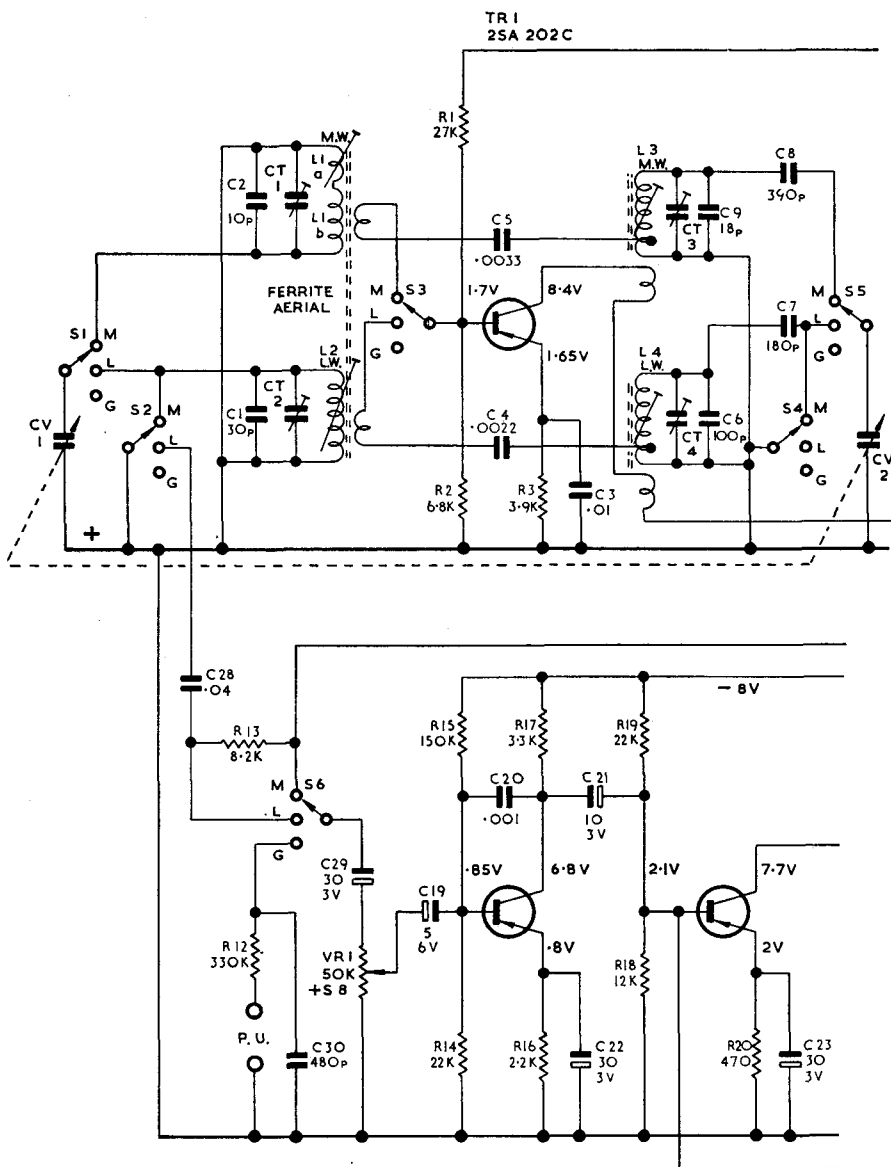 TR1
2SA 202C
R1
27K
M.W.
L1
a
L1
b
C2
10p
CT
1
L3
M.W.
C8
390p
C5
.0033
CT
3
C9
18p
FERRITE
AERIAL
M
S3
L
G
1.7V
8.4V
1.65V
M
S5
L
G
C7
180p
S1
M
L
G
S2
M
L
G
CV
1
L2
L.W.
C1
30p
CT
2
C4
.0022
L4
L.W.
CT
4
C6
100p
S4
M
L
G
CV
2
R2
6.8K
R3
3.9K
C3
.01
+
C28
.04
R13
8.2K
M
S6
L
G
C29
30
3V
R12
330K
P.U.
C30
480p
VR1
50K
+S8
C19
5
6V
R15
150K
R17
3.3K
R19
22K
-8V
C20
.001
C21
10
3V
.85V
6.8V
2.1V
7.7V
.8V
2V
R14
22K
R16
2.2K
C22
30
3V
R18
12K
R20
470
C23
30
3V